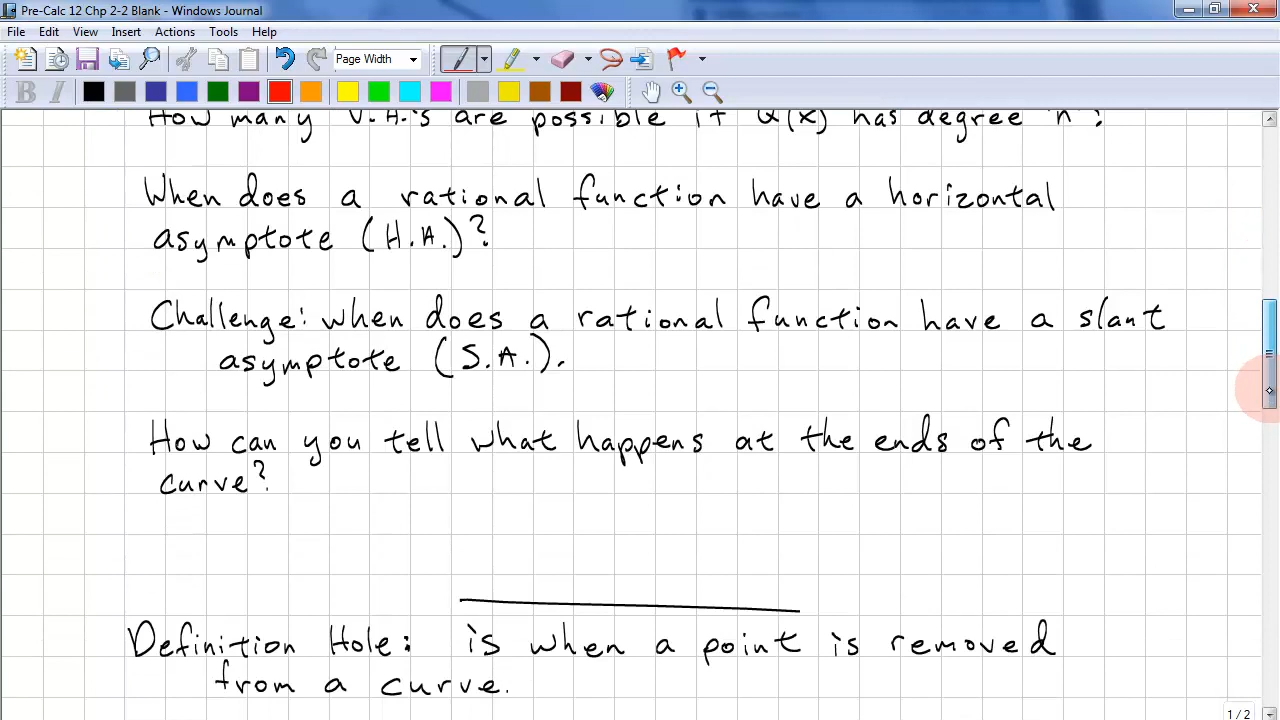 Pre-Calc 12 Chp 2-2 Blank - Windows Journal
File Edit View Insert Actions Tools Help
Page Width
B I
How many V.A.'s are possible if Q(x) has degree "n"?
When does a rational function have a horizontal
asymptote (H.A.)?
Challenge: when does a rational function have a slant
asymptote (S.A.).
How can you tell what happens at the ends of the
curve?
Definition Hole: is when a point is removed
from a curve.
1/2